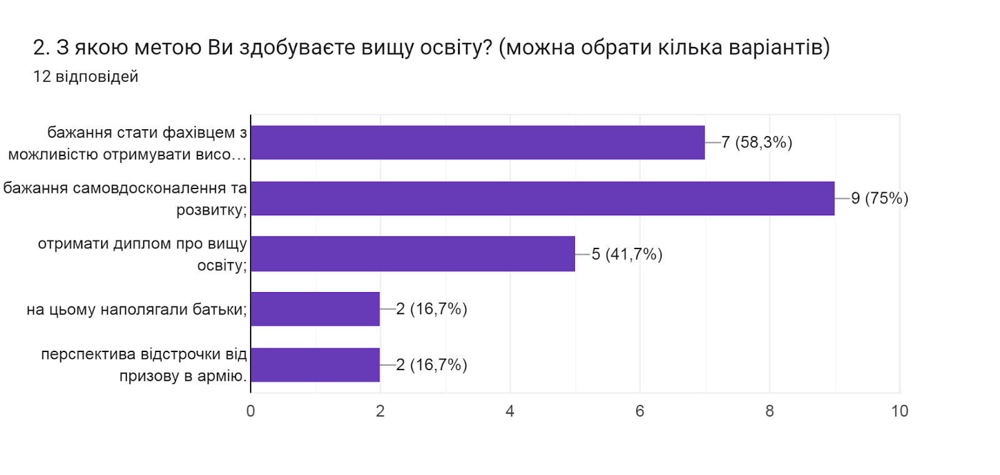 2. З якою метою Ви здобуваєте вищу освіту? (можна обрати кілька варіантів)
12 відповідей
бажання стати фахівцем з
можливістю отримувати висо…
7 (58,3%)
бажання самовдосконалення та
розвитку;
9 (75%)
отримати диплом про вищу
освіту;
5 (41,7%)
на цьому наполягали батьки;
2 (16,7%)
перспектива відстрочки від
призову в армію.
2 (16,7%)
0 2 4 6 8 10